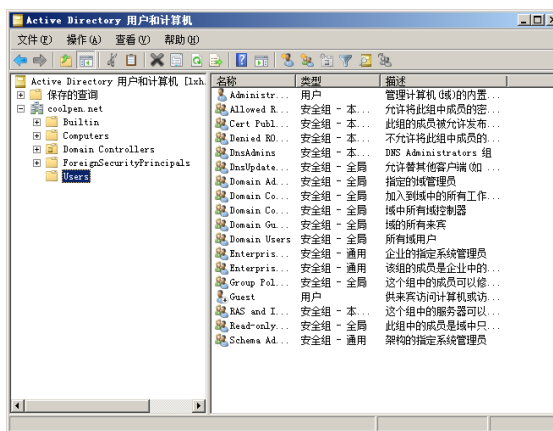 Active Directory 用户和计算机
文件(F) 操作(A) 查看(V) 帮助(H)
Active Directory 用户和计算机 [lxh.
保存的查询
coolpen.net
Builtin
Computers
Domain Controllers
ForeignSecurityPrincipals
Users
名称 类型 描述
Administr... 用户 管理计算机(域)的内置...
Allowed R... 安全组 - 本... 允许将此组中成员的密...
Cert Publ... 安全组 - 本... 此组的成员被允许发布...
Denied RO... 安全组 - 本... 不允许将此组中成员的...
DnsAdmins 安全组 - 本... DNS Administrators 组
DnsUpdate... 安全组 - 全局 允许替其他客户端(如...
Domain Ad... 安全组 - 全局 指定的域管理员
Domain Co... 安全组 - 全局 加入到域中的所有工作...
Domain Co... 安全组 - 全局 域中所有域控制器
Domain Gu... 安全组 - 全局 域的所有来宾
Domain Users 安全组 - 全局 所有域用户
Enterpris... 安全组 - 通用 企业的指定系统管理员
Enterpris... 安全组 - 通用 该组的成员是企业中的...
Group Pol... 安全组 - 全局 这个组中的成员可以修...
Guest 用户 供来宾访问计算机或访...
RAS and I... 安全组 - 本... 这个组中的服务器可以...
Read-only... 安全组 - 全局 此组中的成员是域中只...
Schema Ad... 安全组 - 通用 架构的指定系统管理员